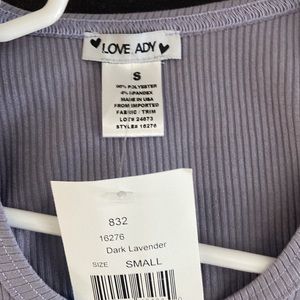 LOVE ADY
S
96% POLYESTER
4% SPANDEX
MADE IN USA
FROM IMPORTED
FABRIC / TRIM
LOT# 24873
STYLE# 16276
832
16276
Dark Lavender
SIZE SMALL